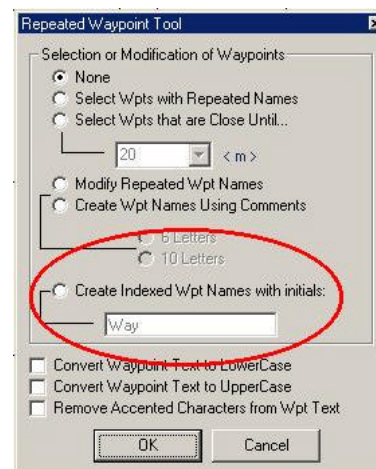 Repeated Waypoint Tool
Selection or Modification of Waypoints
None
Select Wpts with Repeated Names
Select Wpts that are Close Until...
20 < m >
Modify Repeated Wpt Names
Create Wpt Names Using Comments
6 Letters
10 Letters
Create Indexed Wpt Names with initials:
Way
Convert Waypoint Text to LowerCase
Convert Waypoint Text to UpperCase
Remove Accented Characters from Wpt Text
OK Cancel